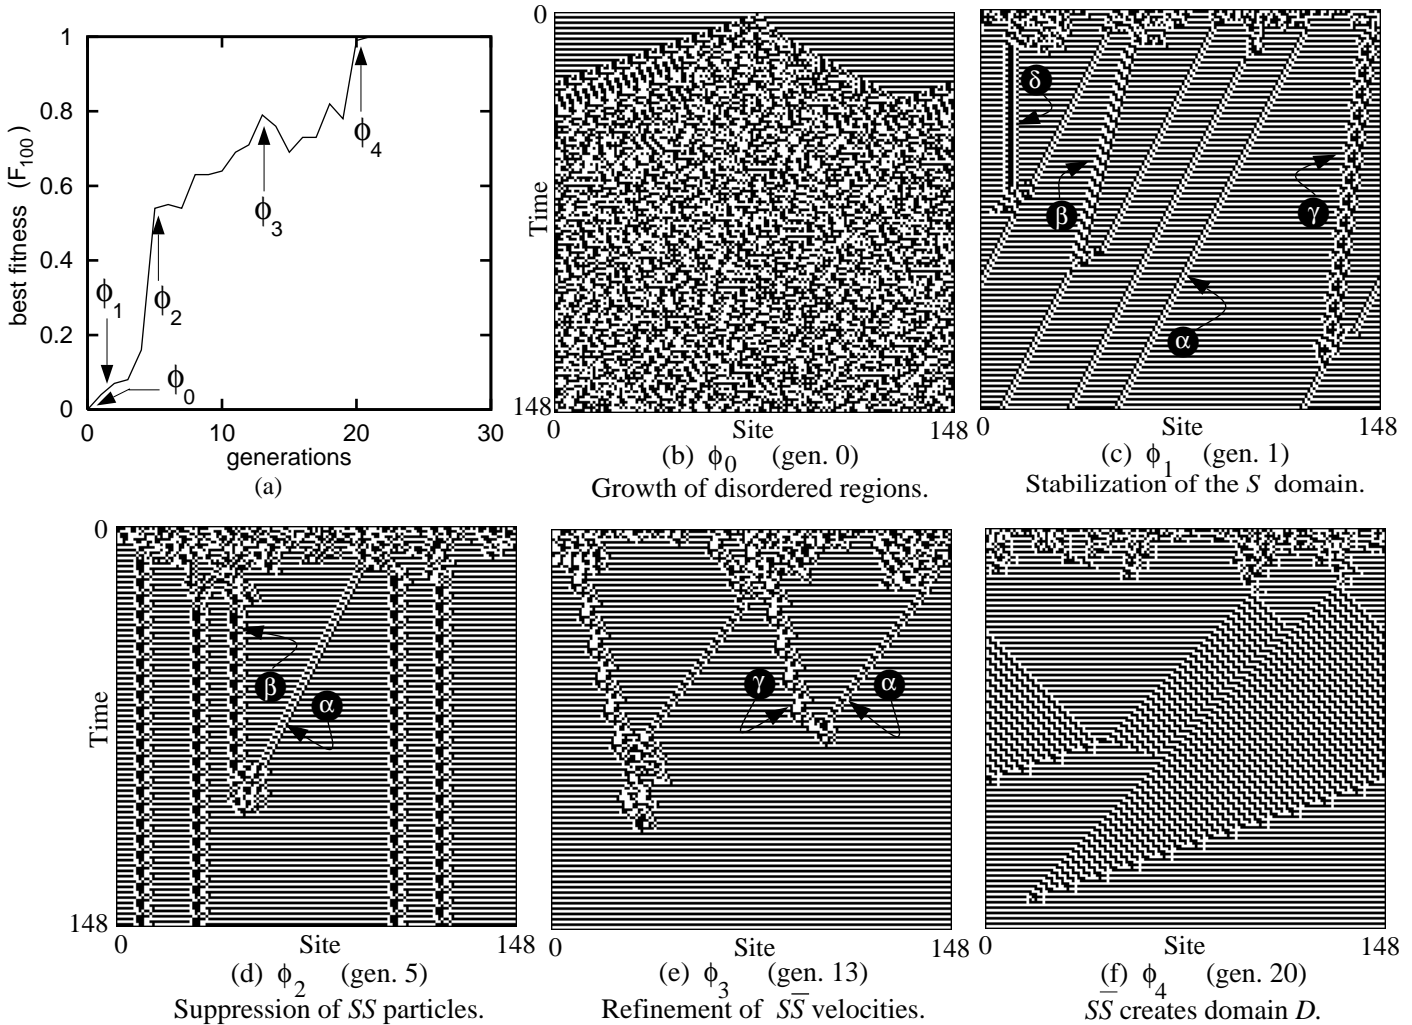 1
0.8
0.6
0.4
0.2
0
best fitness (F₁₀₀)
ϕ₁
ϕ₂
ϕ₀
ϕ₃
ϕ₄
0 10 20 30
generations
(a)
0
Time
148
0 Site 148
(b) ϕ₀ (gen. 0)
Growth of disordered regions.
δ
β
γ
α
0 Site 148
(c) ϕ₁ (gen. 1)
Stabilization of the S domain.
0
Time
148
β
α
0 Site 148
(d) ϕ₂ (gen. 5)
Suppression of SS particles.
γ
α
0 Site 148
(e) ϕ₃ (gen. 13)
Refinement of SS̅ velocities.
0 Site 148
(f) ϕ₄ (gen. 20)
SS̅ creates domain D.